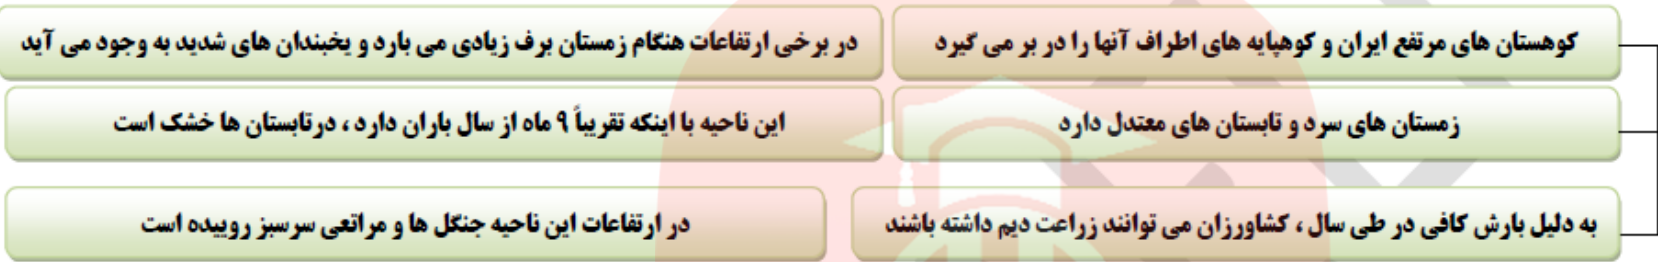 کوهستان های مرتفع ایران و کوهپایه های اطراف آنها را در بر می گیرد
در برخی ارتفاعات هنگام زمستان برف زیادی می بارد و یخبندان های شدید به وجود می آید
زمستان های سرد و تابستان های معتدل دارد
این ناحیه با اینکه تقریباً ۹ ماه از سال باران دارد ، درتابستان ها خشک است
به دلیل بارش کافی در طی سال ، کشاورزان می توانند زراعت دیم داشته باشند
در ارتفاعات این ناحیه جنگل ها و مراتعی سرسبز روییده است